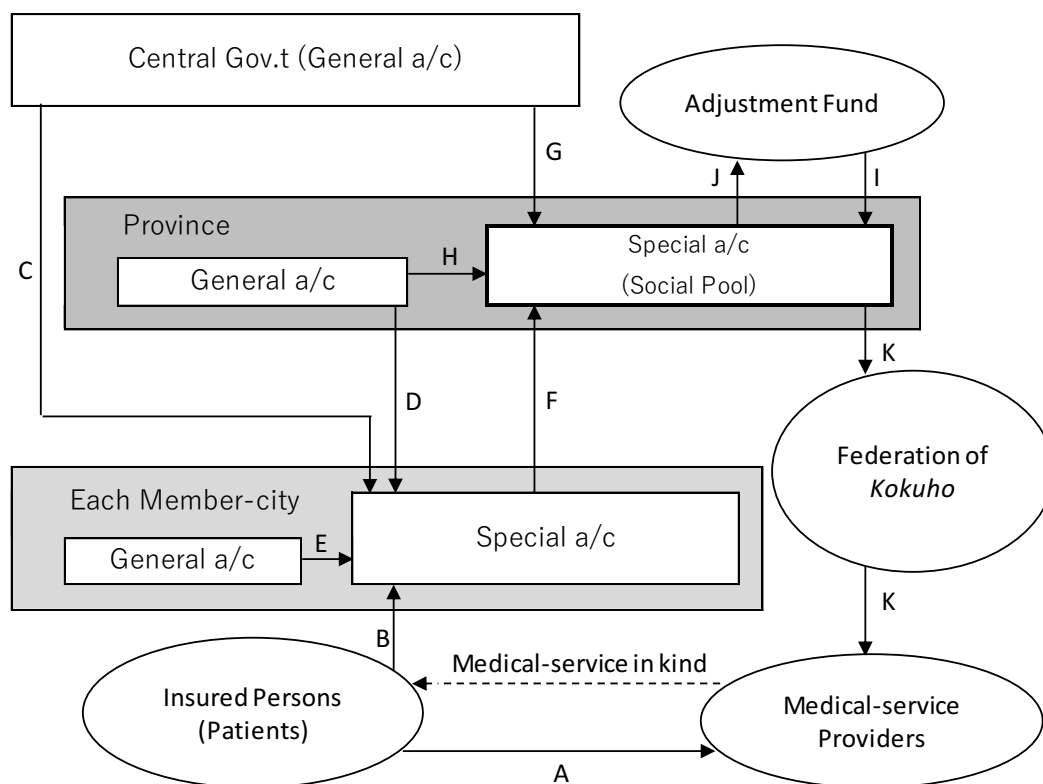 Central Gov.t (General a/c)
Adjustment Fund
G
J
I
Province
Special a/c
(Social Pool)
H
General a/c
C
K
D
F
Federation of
Kokuho
Each Member-city
Special a/c
E
General a/c
K
B
Medical-service in kind
Insured Persons
(Patients)
Medical-service
Providers
A